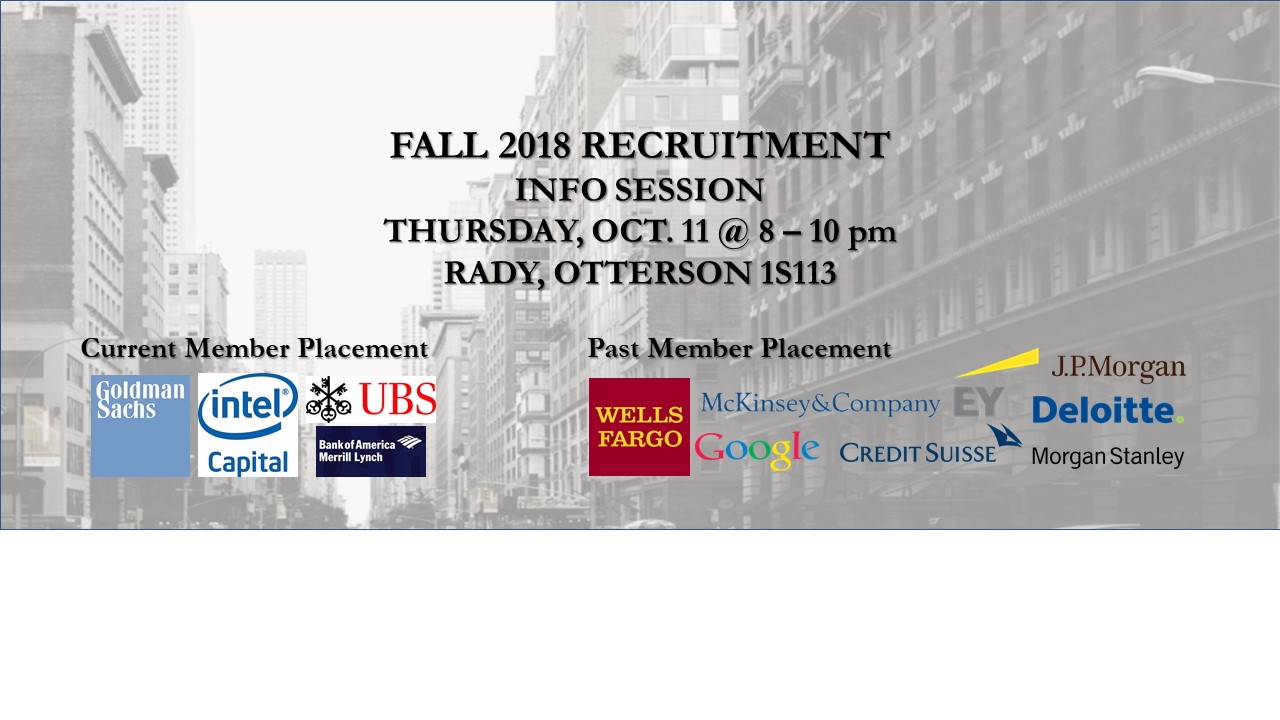 FALL 2018 RECRUITMENT
INFO SESSION
THURSDAY, OCT. 11 @ 8 – 10 pm
RADY, OTTERSON 1S113
Current Member Placement
Goldman
Sachs
intel®
Capital
UBS
Bank of America
Merrill Lynch
Past Member Placement
WELLS
FARGO
McKinsey&Company
Google
EY
CREDIT SUISSE
J.P.Morgan
Deloitte.
Morgan Stanley